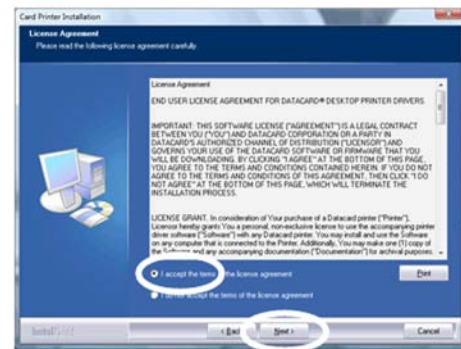 Card Printer Installation
License Agreement
Please read the following license agreement carefully.
License Agreement
END USER LICENSE AGREEMENT FOR DATACARD® DESKTOP PRINTER DRIVERS
IMPORTANT: THIS SOFTWARE LICENSE ("AGREEMENT") IS A LEGAL CONTRACT
BETWEEN YOU ("YOU") AND DATACARD CORPORATION OR A PARTY IN
DATACARD'S AUTHORIZED CHANNEL OF DISTRIBUTION ("LICENSOR") AND
GOVERNS YOUR USE OF THE DATACARD SOFTWARE OR FIRMWARE THAT YOU
WILL BE DOWNLOADING. BY CLICKING "I AGREE" AT THE BOTTOM OF THIS PAGE,
YOU AGREE TO THE TERMS AND CONDITIONS CONTAINED HEREIN. IF YOU DO NOT
AGREE TO THE TERMS AND CONDITIONS OF THIS AGREEMENT, THEN CLICK "I DO
NOT AGREE" AT THE BOTTOM OF THIS PAGE, WHICH WILL TERMINATE THE
INSTALLATION PROCESS.
LICENSE GRANT. In consideration of Your purchase of a Datacard printer ("Printer"),
Licensor hereby grants You a personal, non-exclusive license to use the accompanying printer
driver software ("Software") with any Datacard Printer. You may install and use the Software
on any computer that is connected to the Printer. Additionally, You may make one (1) copy of
the Software and any accompanying documentation ("Documentation") for archival purposes.
I accept the terms of the license agreement
Print
I do not accept the terms of the license agreement
InstallShield
< Back
Next >
Cancel